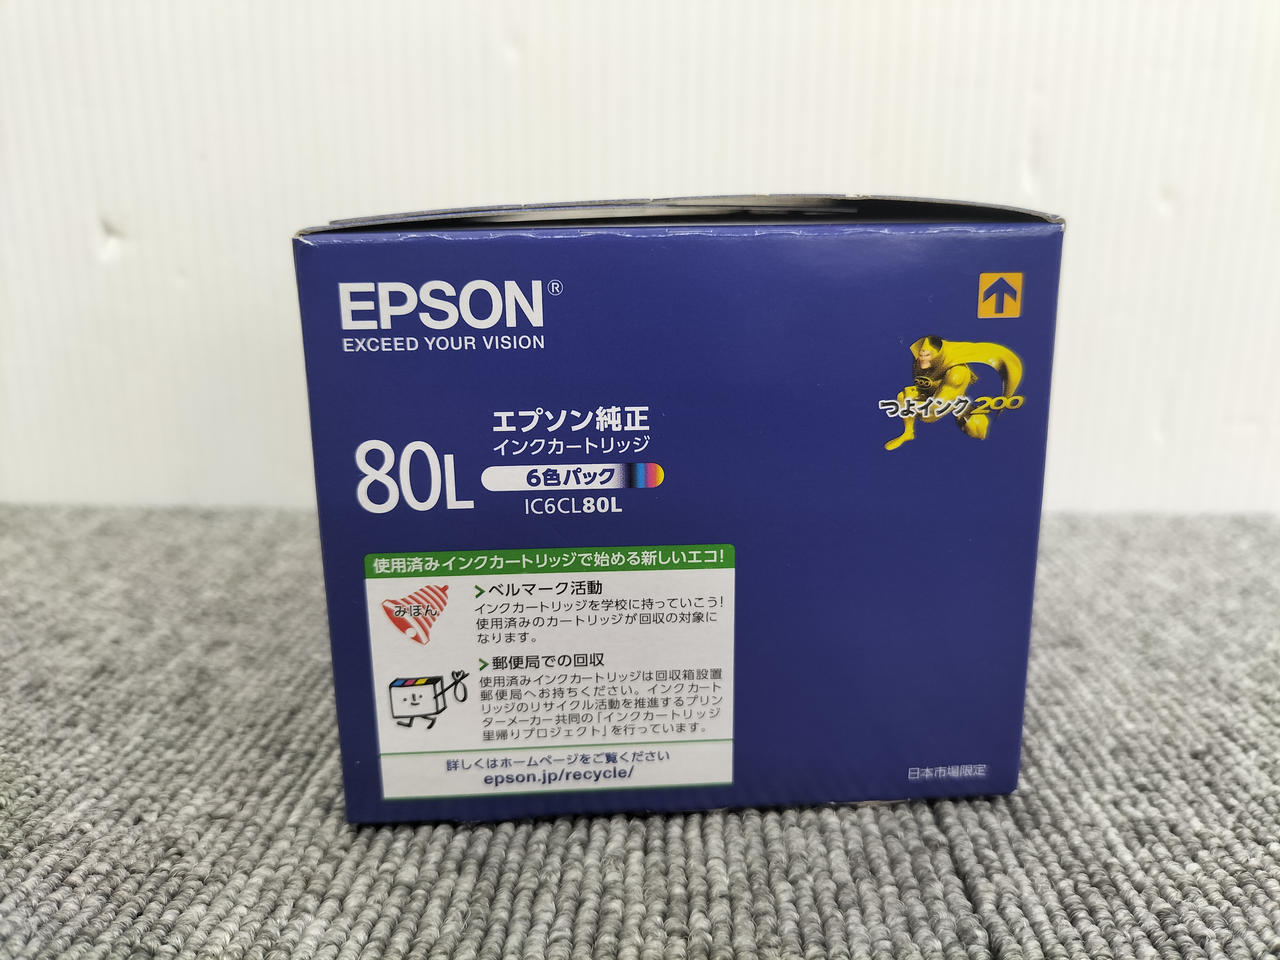 EPSON®
EXCEED YOUR VISION
つよインク200
エプソン純正
インクカートリッジ
80L
6色パック
IC6CL80L
使用済みインクカートリッジで始める新しいエコ!
みほん
ベルマーク活動
インクカートリッジを学校に持っていこう!
使用済みのカートリッジが回収の対象に
なります。
郵便局での回収
使用済みインクカートリッジは回収箱設置
郵便局へお持ちください。インクカート
リッジのリサイクル活動を推進するプリン
ターメーカー共同の「インクカートリッジ
里帰りプロジェクト」を行っています。
詳しくはホームページをご覧ください
epson.jp/recycle/
日本市場限定